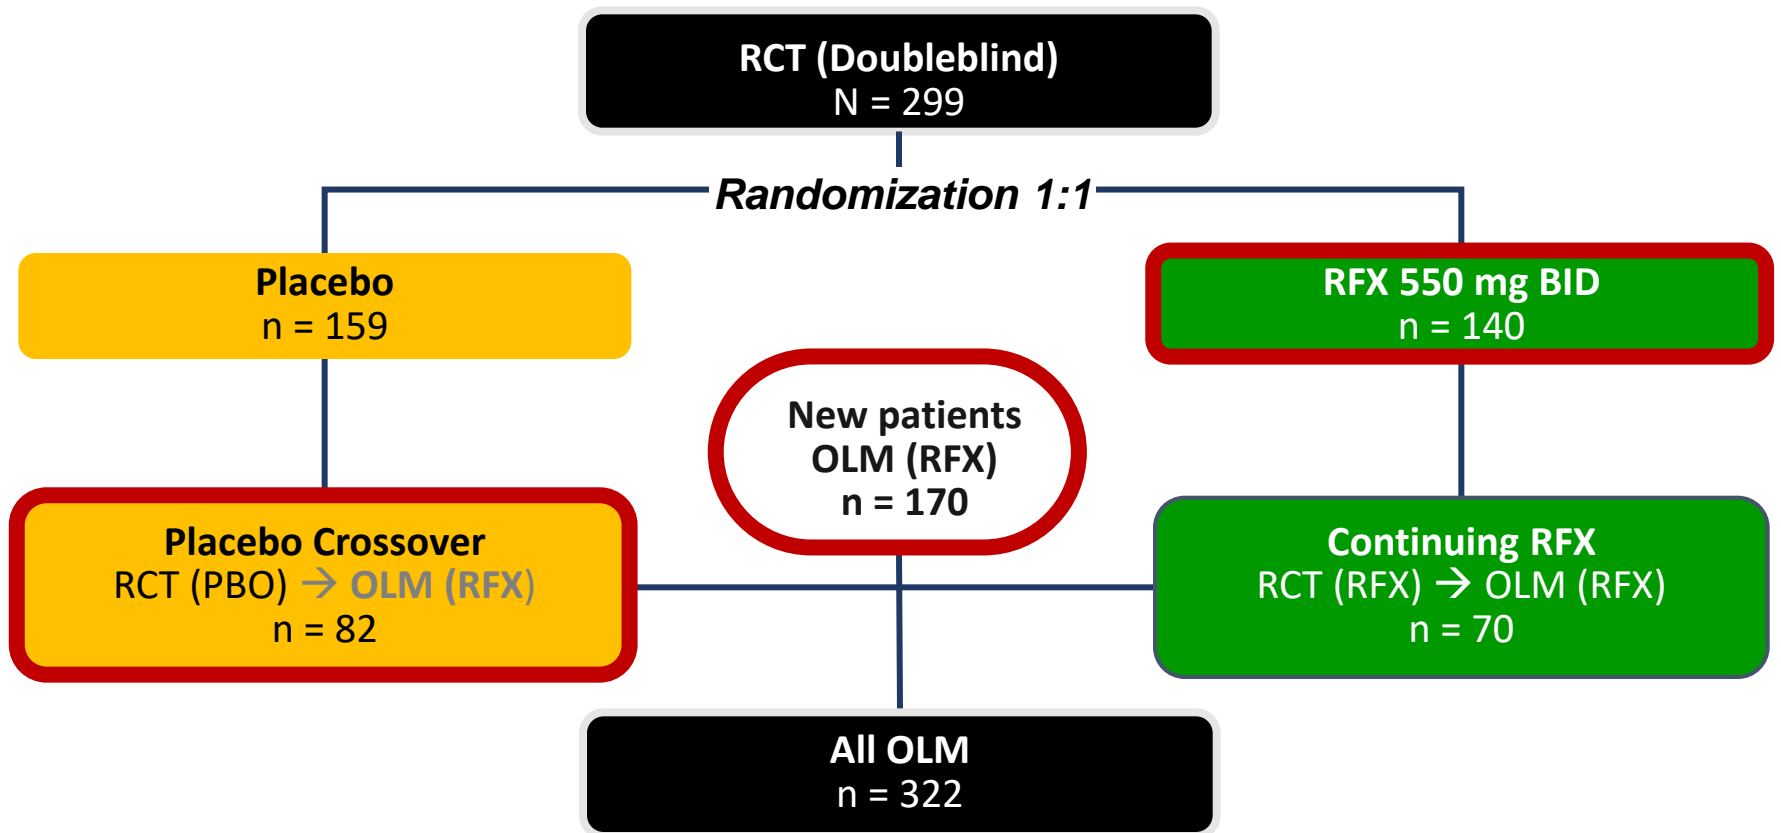 RCT (Doubleblind)
N = 299
Randomization 1:1
Placebo
n = 159
RFX 550 mg BID
n = 140
New patients
OLM (RFX)
n = 170
Placebo Crossover
RCT (PBO) → OLM (RFX)
n = 82
Continuing RFX
RCT (RFX) → OLM (RFX)
n = 70
All OLM
n = 322